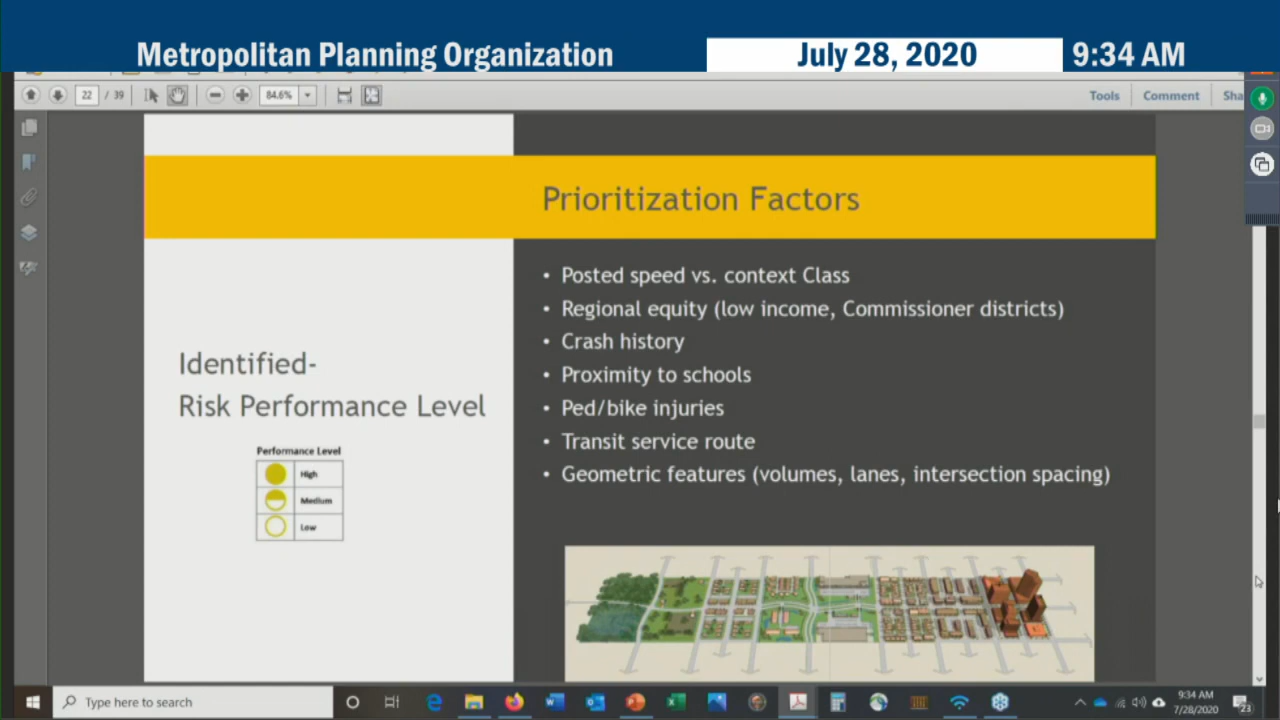 Metropolitan Planning Organization
July 28, 2020
9:34 AM
22 / 39
84.6%
Tools
Comment
Sha
Prioritization Factors
Identified-
Risk Performance Level
Performance Level
High
Medium
Low
• Posted speed vs. context Class
• Regional equity (low income, Commissioner districts)
• Crash history
• Proximity to schools
• Ped/bike injuries
• Transit service route
• Geometric features (volumes, lanes, intersection spacing)
Type here to search
9:34 AM
7/28/2020
23